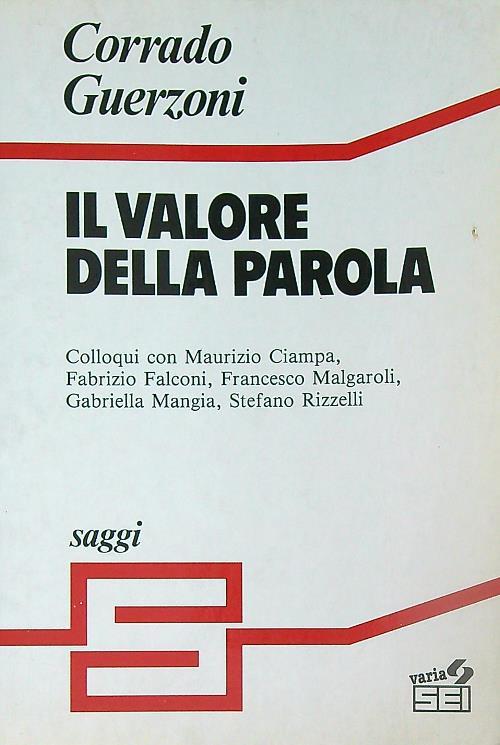 Corrado
Guerzoni
IL VALORE
DELLA PAROLA
Colloqui con Maurizio Ciampa,
Fabrizio Falconi, Francesco Malgaroli,
Gabriella Mangia, Stefano Rizzelli
saggi
S
varia
SEI